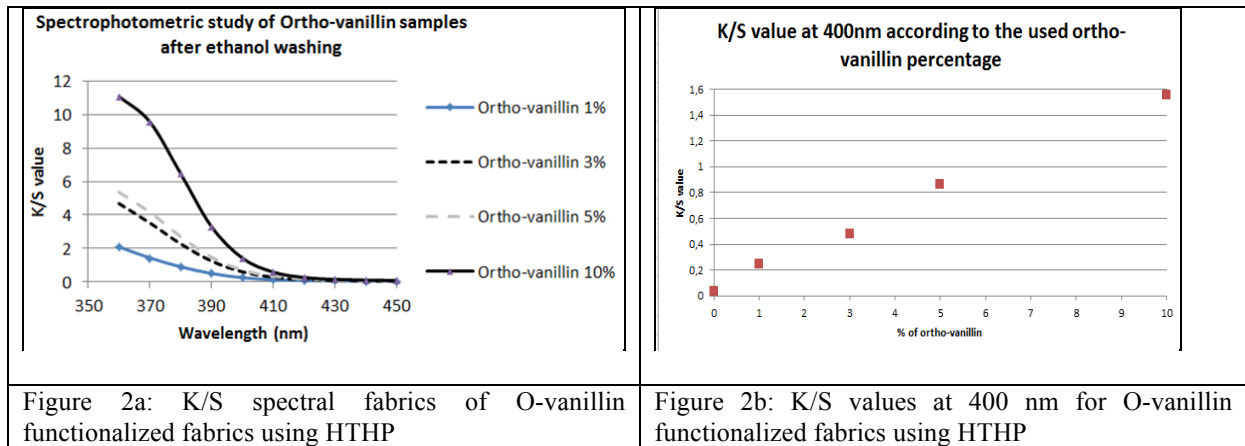 Spectrophotometric study of Ortho-vanillin samples
after ethanol washing
12
10
8
6
4
2
0
K/S value
350
370
390
410
430
450
Wavelength (nm)
Ortho-vanillin 1%
Ortho-vanillin 3%
Ortho-vanillin 5%
Ortho-vanillin 10%
K/S value at 400nm according to the used ortho-
vanillin percentage
1,6
1,4
1,2
1
0,8
0,6
0,4
0,2
0
K/S value
0
1
2
3
4
5
6
7
8
9
10
% of ortho-vanillin
Figure 2a: K/S spectral fabrics of O-vanillin
functionalized fabrics using HTHP
Figure 2b: K/S values at 400 nm for O-vanillin
functionalized fabrics using HTHP